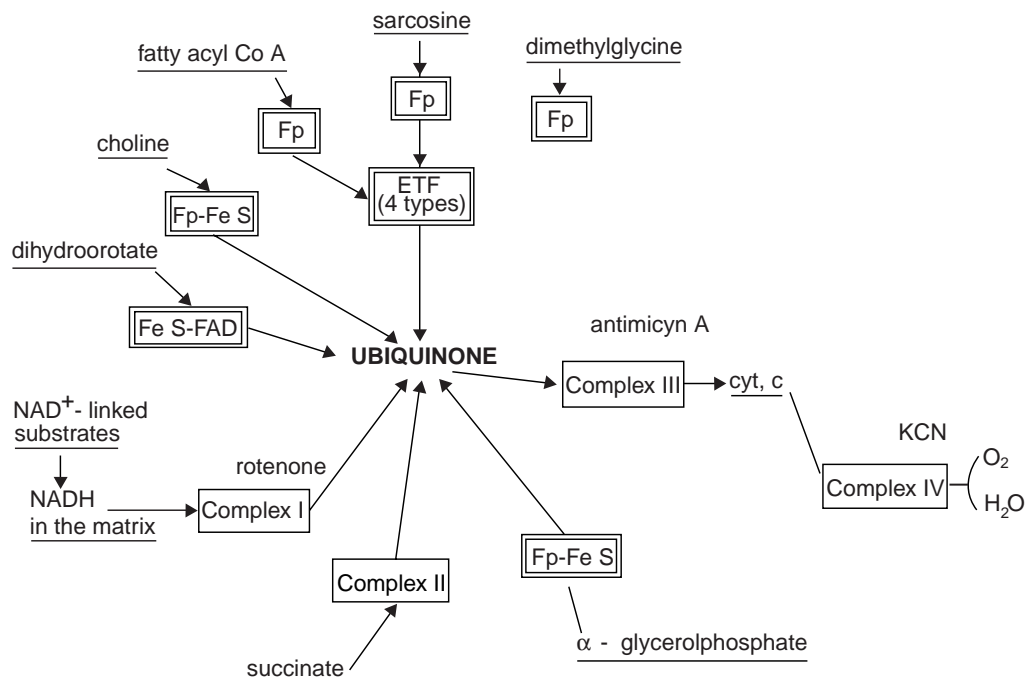 sarcosine
fatty acyl Co A
dimethylglycine
Fp
Fp
Fp
choline
ETF
(4 types)
Fp-Fe S
dihydroorotate
Fe S-FAD
antimicyn A
UBIQUINONE
Complex III
cyt, c
NAD⁺- linked
substrates
KCN
rotenone
O₂
Complex IV
NADH
in the matrix
Complex I
H₂O
Fp-Fe S
Complex II
α - glycerolphosphate
succinate